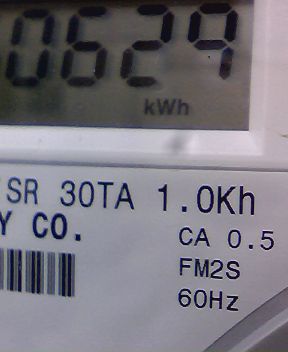 0629
kWh
SR 30TA 1.0Kh
Y CO.
CA 0.5
FM2S
60Hz